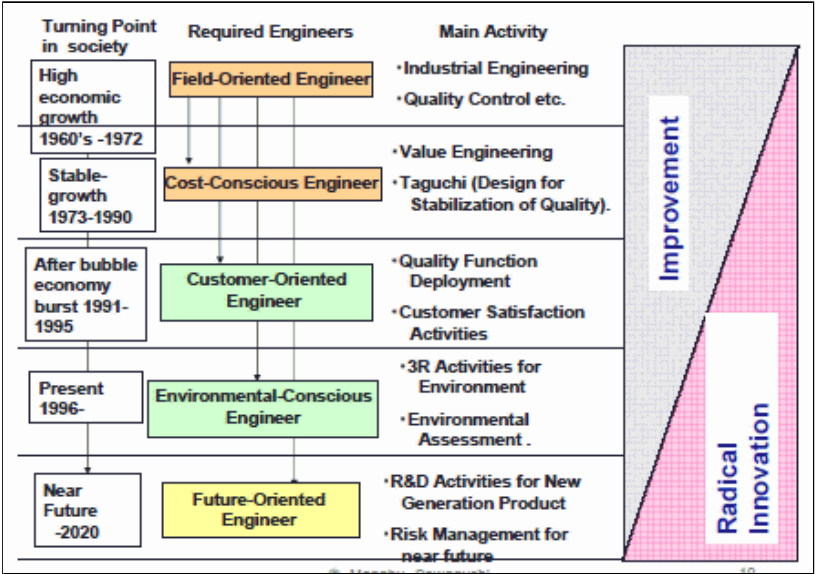 Turning Point
in society
Required Engineers
Main Activity
High
economic
growth
1960's -1972
Field-Oriented Engineer
・Industrial Engineering
・Quality Control etc.
Stable-
growth
1973-1990
Cost-Conscious Engineer
・Value Engineering
・Taguchi (Design for
Stabilization of Quality).
After bubble
economy
burst 1991-
1995
Customer-Oriented
Engineer
・Quality Function
Deployment
・Customer Satisfaction
Activities
Present
1996-
Environmental-Conscious
Engineer
・3R Activities for
Environment
・Environmental
Assessment .
Near
Future
-2020
Future-Oriented
Engineer
・R&D Activities for New
Generation Product
・Risk Management for
near future
Improvement
Radical
Innovation